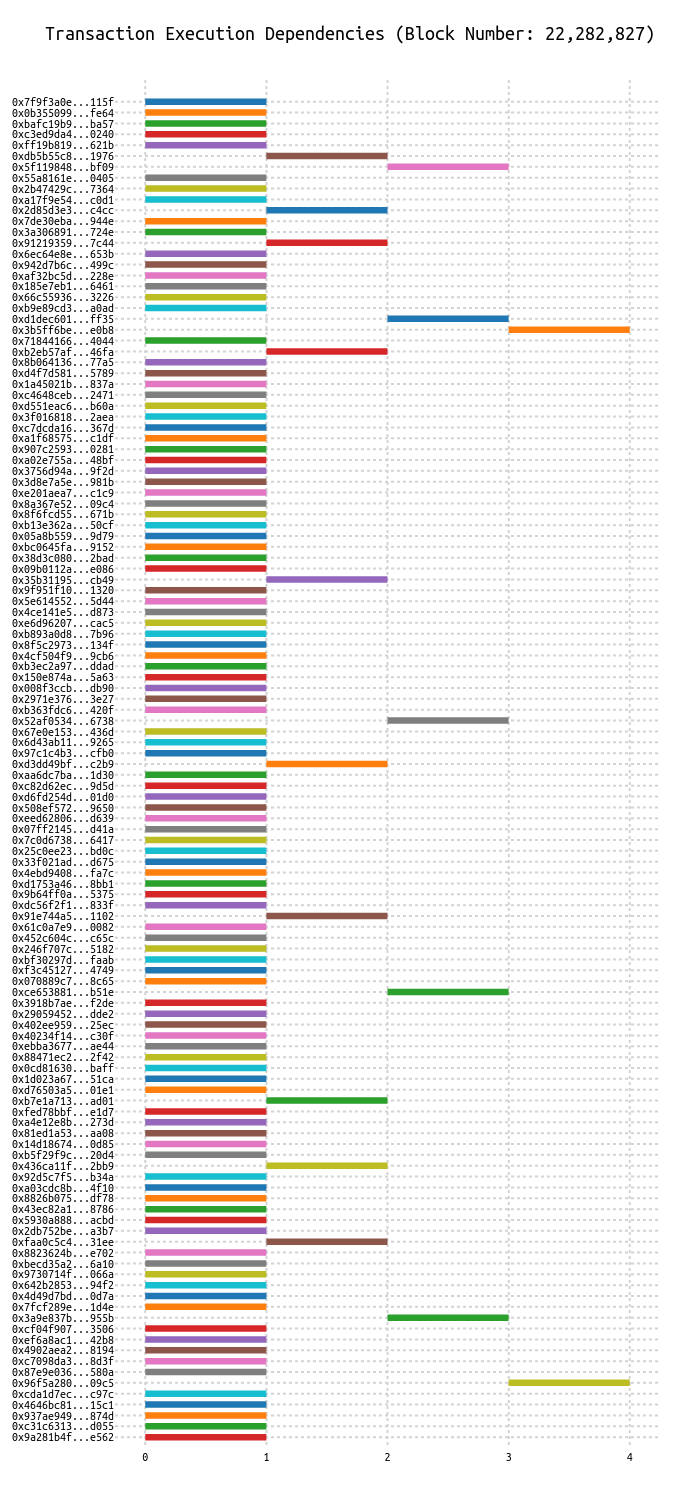 Transaction Execution Dependencies (Block Number: 22,282,827)
0x7f9f3a0e...115f
0x0b355099...fe64
0xbafc19b9...ba57
0xc3ed9da4...0240
0xff19b819...621b
0xdb5b55c8...1976
0x5f119848...bf09
0x55a8161e...0405
0x2b47429c...7364
0xa17f9e54...c0d1
0x2d85d3e3...c4cc
0x7de30eba...944e
0x3a306891...724e
0x91219359...7c44
0x6ec64e8e...653b
0x942d7b6c...499c
0xaf32bc5d...228e
0x185e7eb1...6461
0x66c55936...3226
0xb9e89cd3...a0ad
0xd1dec601...ff35
0x3b5ff6be...e0b8
0x71844166...4044
0xb2eb57af...46fa
0x8b064136...77a5
0xd4f7d581...5789
0x1a45021b...837a
0xc4648ceb...2471
0xd551eac6...b60a
0x3f016818...2aea
0xc7dcda16...367d
0xa1f68575...c1df
0x907c2593...0281
0xa02e755a...48bf
0x3756d94a...9f2d
0x3d8e7a5e...981b
0xe201aea7...c1c9
0x8a367e52...09c4
0x8f6fcd55...671b
0xb13e362a...50cf
0x05a8b559...9d79
0xbc0645fa...9152
0x38d3c080...2bad
0x09b0112a...e086
0x35b31195...cb49
0x9f951f10...1320
0x5e614552...5d44
0x4ce141e5...d873
0xe6d96207...cac5
0xb893a0d8...7b96
0x8f5c2973...134f
0x4cf504f9...9cb6
0xb3ec2a97...ddad
0x150e874a...5a63
0x008f3ccb...db90
0x2971e376...3e27
0xb363fdc6...420f
0x52af0534...6738
0x67e0e153...436d
0x6d43ab11...9265
0x97c1c4b3...cfb0
0xd3dd49bf...c2b9
0xaa6dc7ba...1d30
0xc82d62ec...9d5d
0xd6fd254d...01d0
0x508ef572...9650
0xeed62806...d639
0x07ff2145...d41a
0x7c0d6738...6417
0x25c0ee23...bd0c
0x33f021ad...d675
0x4ebd9408...fa7c
0xd1753a46...8bb1
0x9b64ff0a...5375
0xdc56f2f1...833f
0x91e744a5...1102
0x61c0a7e9...0082
0x452c604c...c65c
0x246f707c...5182
0xbf30297d...faab
0xf3c45127...4749
0x070889c7...8c65
0xce653881...b51e
0x3918b7ae...f2de
0x29059452...dde2
0x402ee959...25ec
0x40234f14...c30f
0xebba3677...ae44
0x88471ec2...2f42
0x0cd81630...baff
0x1d023a67...51ca
0xd76503a5...01e1
0xb7e1a713...ad01
0xfed78bbf...e1d7
0xa4e12e8b...273d
0x81ed1a53...aa08
0x14d18674...0d85
0xb5f29f9c...20d4
0x436ca11f...2bb9
0x92d5c7f5...b34a
0xa03cdc8b...4f10
0x8826b075...df78
0x43ec82a1...8786
0x5930a888...acbd
0x2db752be...a3b7
0xfaa0c5c4...31ee
0x8823624b...e702
0xbecd35a2...6a10
0x9730714f...066a
0x642b2853...94f2
0x4d49d7bd...0d7a
0x7fcf289e...1d4e
0x3a9e837b...955b
0xcf04f907...3506
0xef6a8ac1...42b8
0x4902aea2...8194
0xc7098da3...8d3f
0x87e9e036...580a
0x96f5a280...09c5
0xcda1d7ec...c97c
0x4646bc81...15c1
0x937ae949...874d
0xc31c6313...d055
0x9a281b4f...e562
0 1 2 3 4